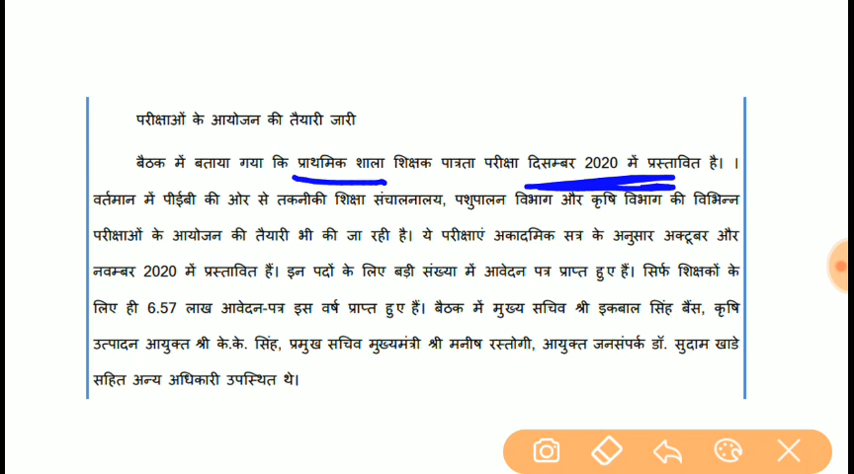 परीक्षाओं के आयोजन की तैयारी जारी
बैठक में बताया गया कि प्राथमिक शाला शिक्षक पात्रता परीक्षा दिसम्बर 2020 में प्रस्तावित है। ।
वर्तमान में पीईबी की ओर से तकनीकी शिक्षा संचालनालय, पशुपालन विभाग और कृषि विभाग की विभिन्न
परीक्षाओं के आयोजन की तैयारी भी की जा रही है। ये परीक्षाएं अकादमिक सत्र के अनुसार अक्टूबर और
नवम्बर 2020 में प्रस्तावित हैं। इन पदों के लिए बड़ी संख्या में आवेदन पत्र प्राप्त हुए हैं। सिर्फ शिक्षकों के
लिए ही 6.57 लाख आवेदन-पत्र इस वर्ष प्राप्त हुए हैं। बैठक में मुख्य सचिव श्री इकबाल सिंह बैंस, कृषि
उत्पादन आयुक्त श्री के.के. सिंह, प्रमुख सचिव मुख्यमंत्री श्री मनीष रस्तोगी, आयुक्त जनसंपर्क डॉ. सुदाम खाडे
सहित अन्य अधिकारी उपस्थित थे।